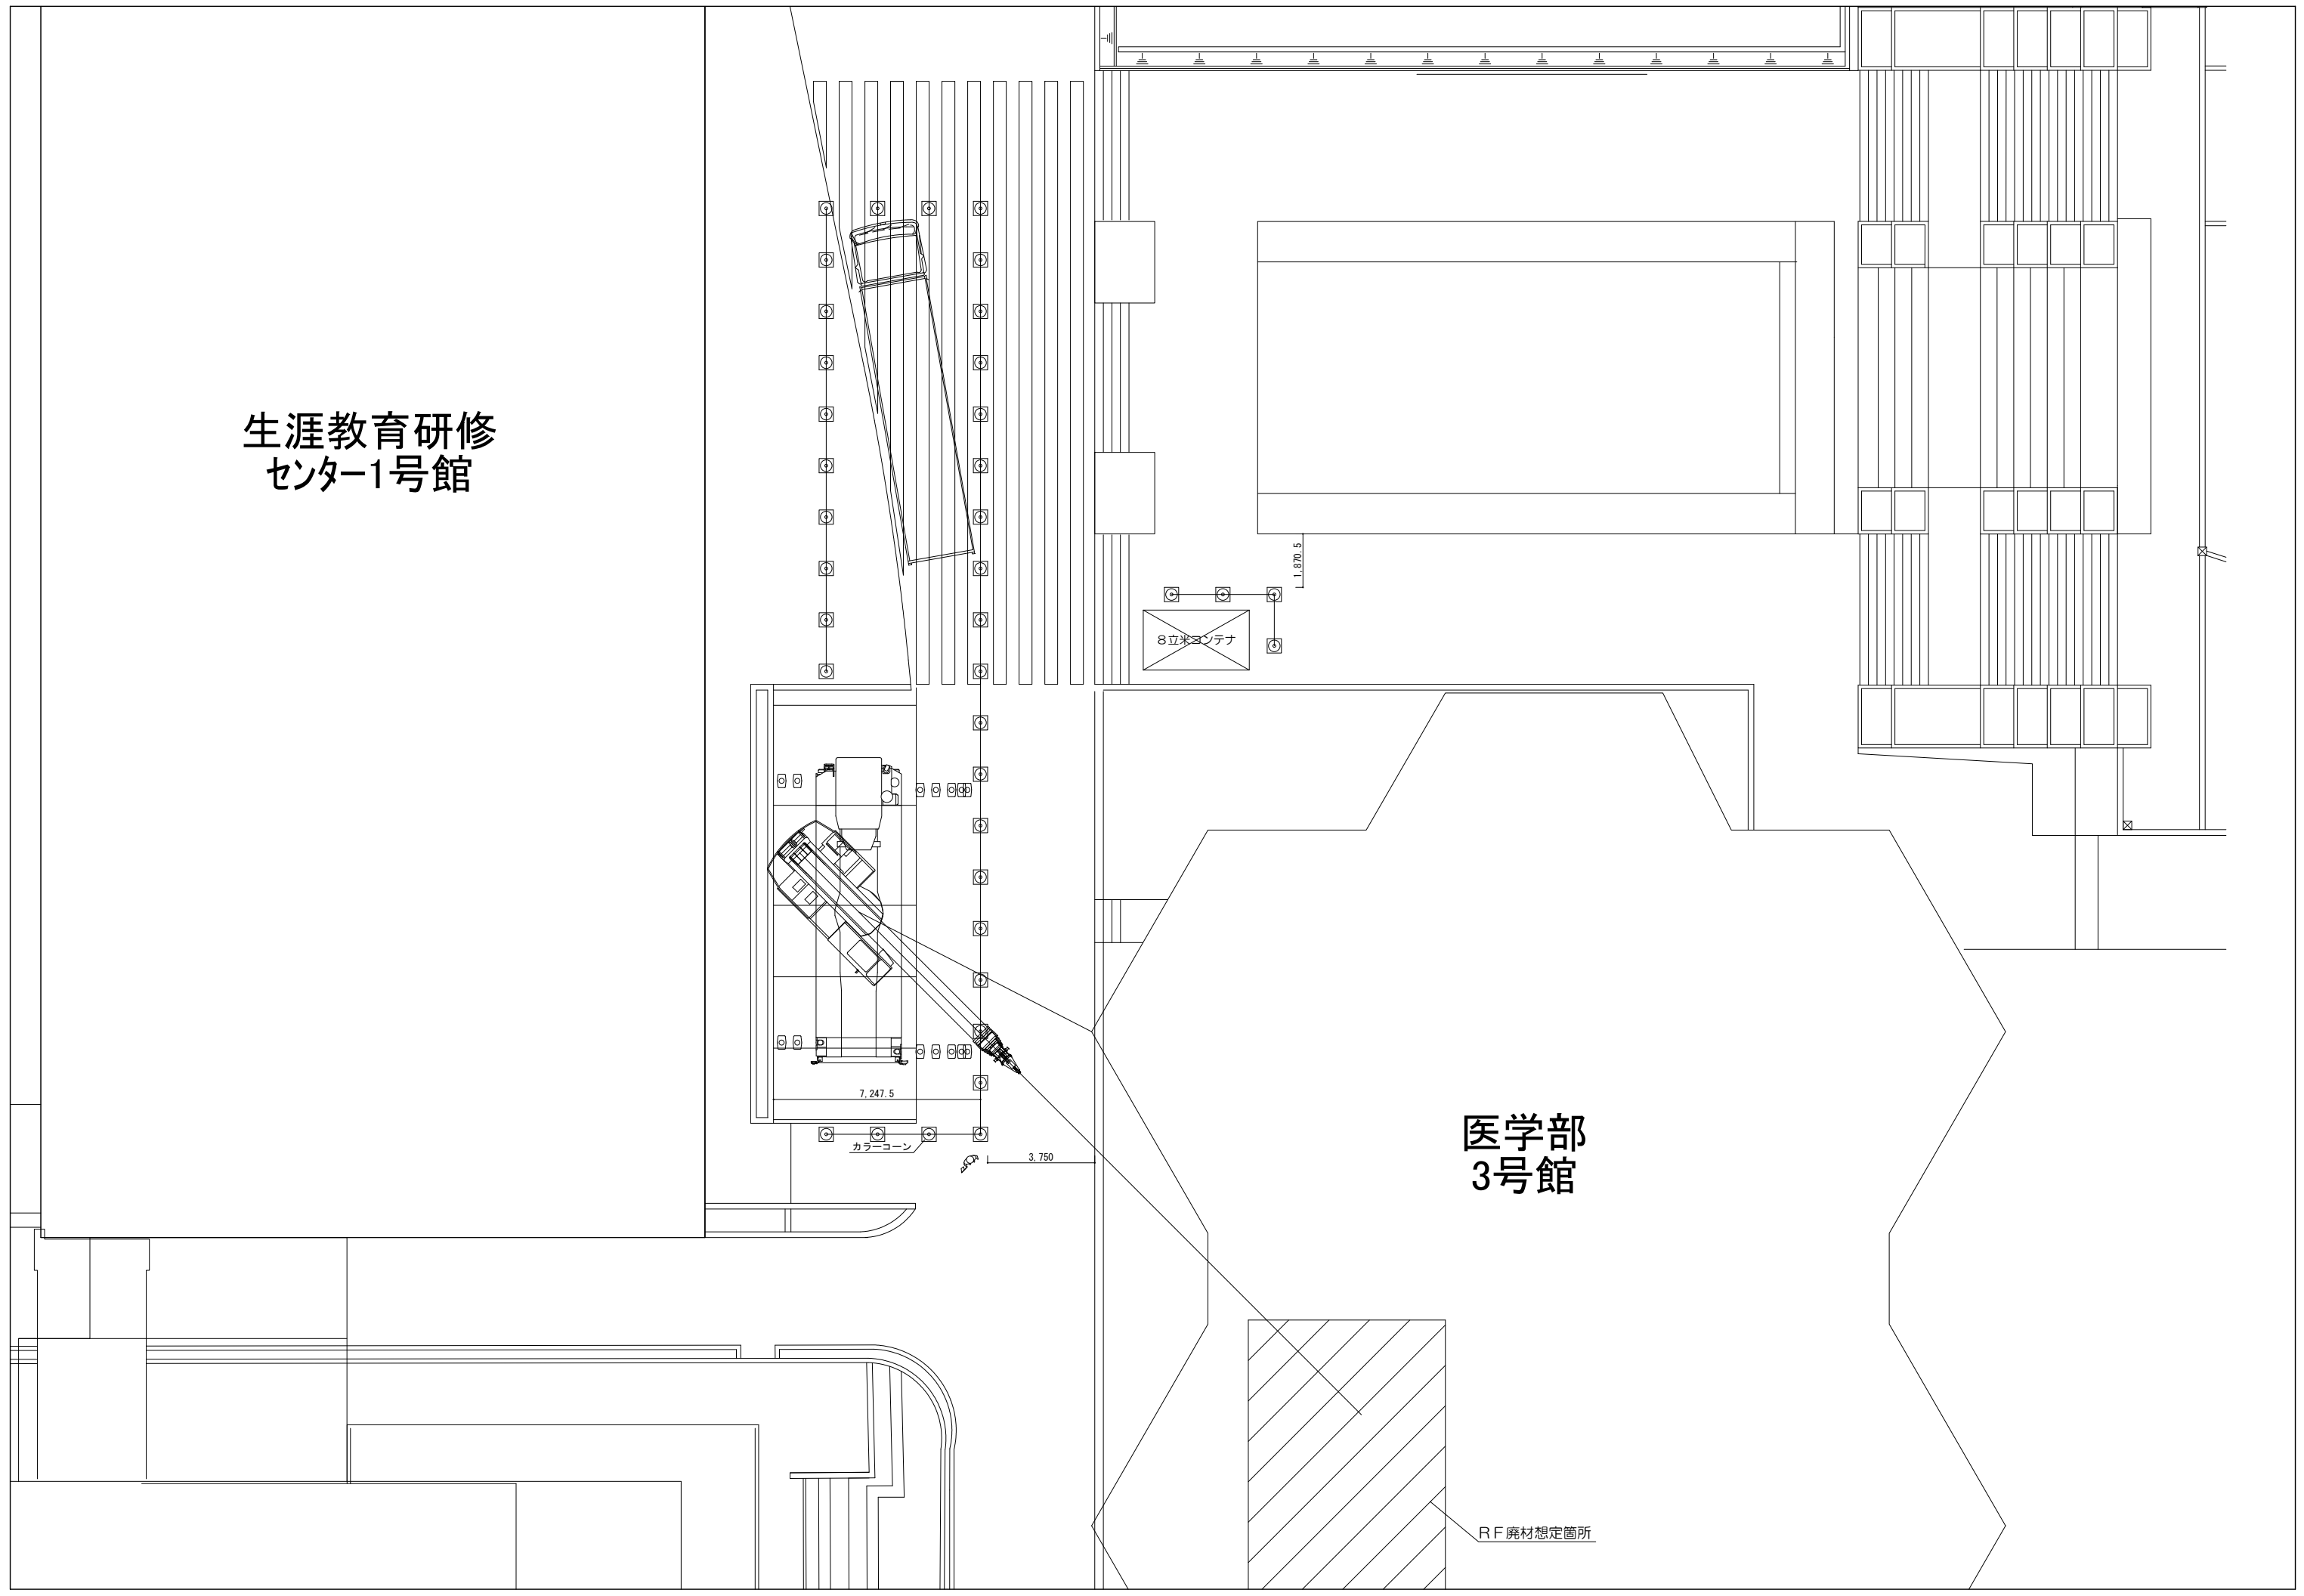 生涯教育研修
センター1号館
1,870.5
8立米コンテナ
7,247.5
カラーコーン
3,750
医学部
3号館
RF廃材想定箇所